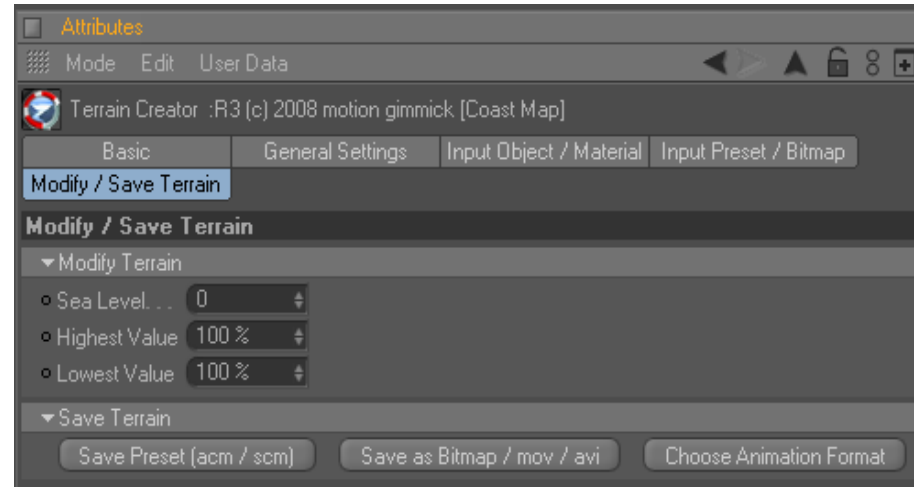 Attributes
Mode Edit User Data
Terrain Creator :R3 (c) 2008 motion gimmick [Coast Map]
Basic General Settings Input Object / Material Input Preset / Bitmap
Modify / Save Terrain
Modify / Save Terrain
Modify Terrain
Sea Level. . . 0
Highest Value 100 %
Lowest Value 100 %
Save Terrain
Save Preset (acm / scm) Save as Bitmap / mov / avi Choose Animation Format